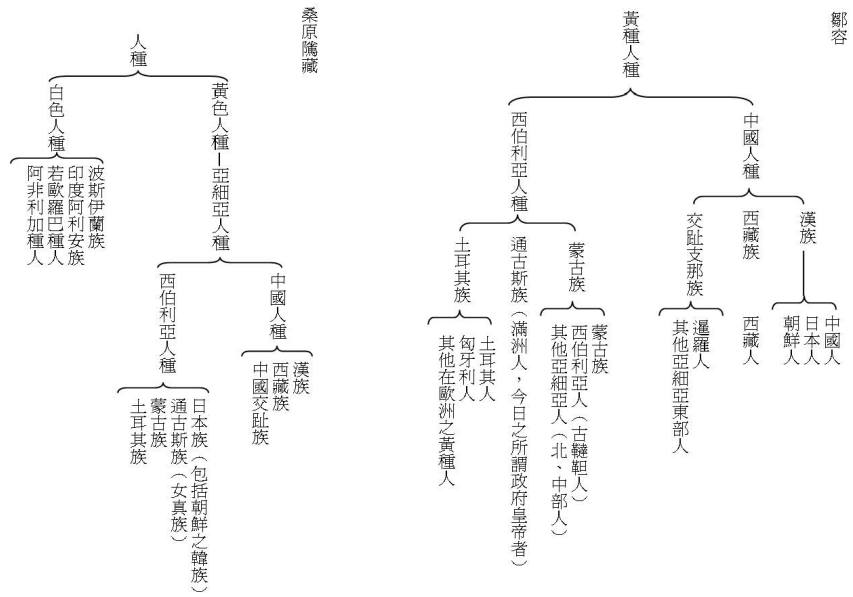 鄒容
黃種人種
中國人種
漢族
中國人
日本人
朝鮮人
西藏族
西藏人
交趾支那族
暹羅人
其他亞細亞東部人
西伯利亞人種
蒙古族
蒙古族
西伯利亞人（古韃靼人）
其他亞細亞人（北、中部人）
通古斯族（滿洲人，今日之所謂政府皇帝者）
土耳其族
土耳其人
匈牙利人
其他在歐洲之黃種人
桑原隲藏
人種
黃色人種－亞細亞人種
中國人種
漢族
西藏族
中國交趾族
西伯利亞人種
日本族（包括朝鮮之韓族）
通古斯族（女真族）
蒙古族
土耳其族
白色人種
波斯伊蘭族
印度阿利安族
若歐羅巴種人
阿非利加種人